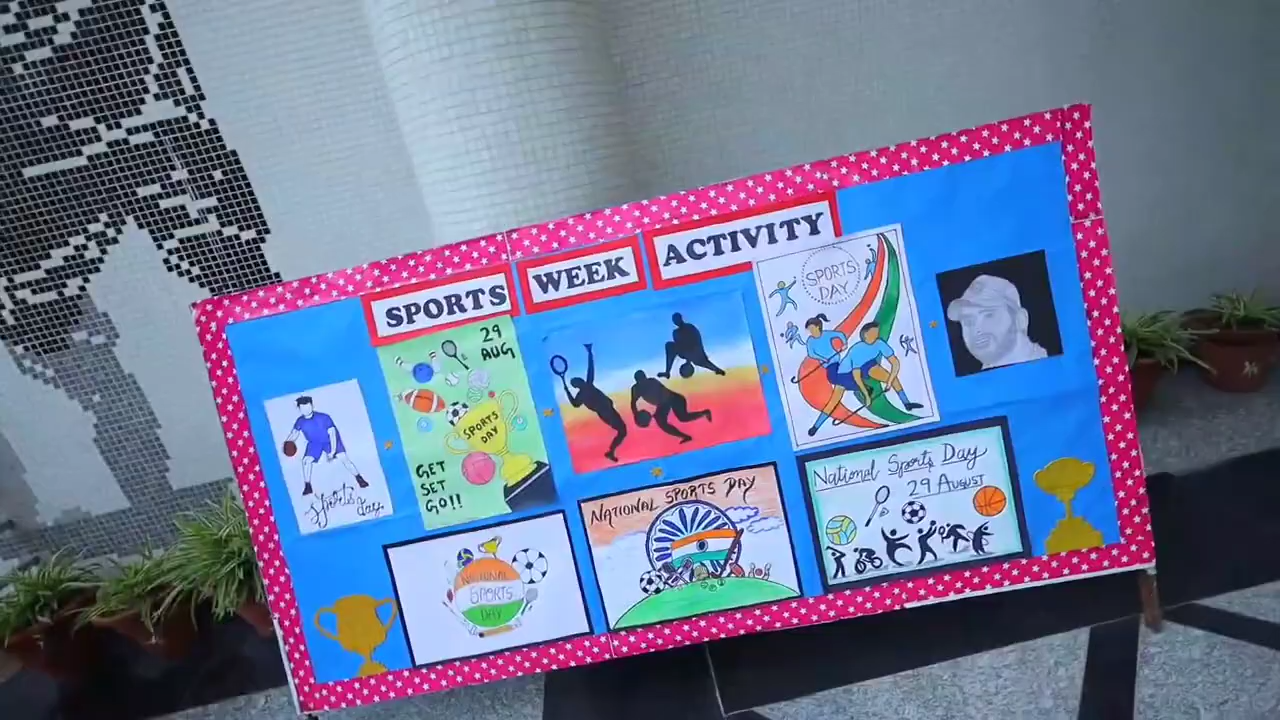 SPORTS WEEK ACTIVITY
29
AUG
SPORTS
DAY
GET
SET
GO!!
Sports
day
SPORTS
DAY
NATIONAL
SPORTS
DAY
NATIONAL SPORTS DAY
National Sports Day
29 AUGUST